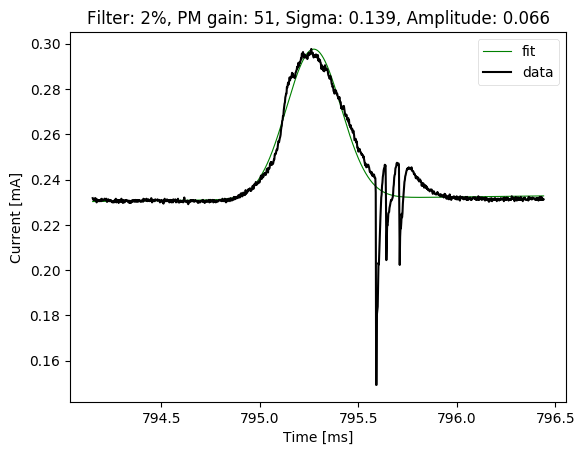 Filter: 2%, PM gain: 51, Sigma: 0.139, Amplitude: 0.066
fit
data
Current [mA]
0.30
0.28
0.26
0.24
0.22
0.20
0.18
0.16
794.5 795.0 795.5 796.0 796.5
Time [ms]